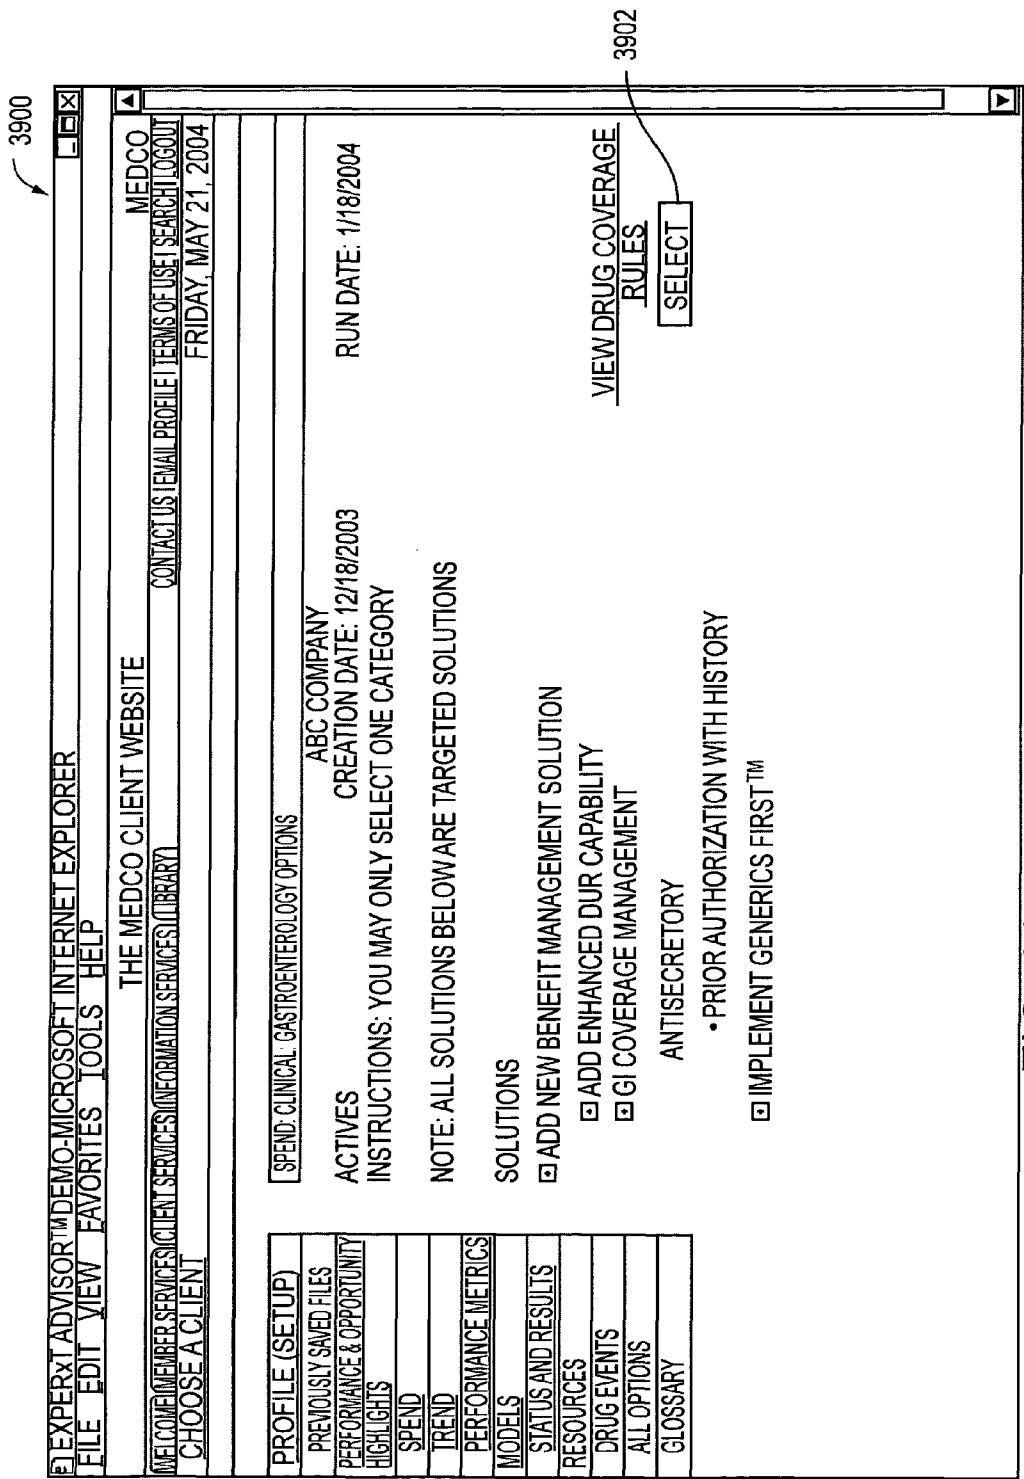 3900
EXPERxT ADVISOR™ DEMO-MICROSOFT INTERNET EXPLORER
FILE EDIT VIEW FAVORITES TOOLS HELP
THE MEDCO CLIENT WEBSITE MEDCO
WELCOME MEMBER SERVICES CLIENT SERVICES INFORMATION SERVICES LIBRARY CONTACT US | EMAIL PROFILE | TERMS OF USE | SEARCH | LOGOUT
CHOOSE A CLIENT FRIDAY, MAY 21, 2004
PROFILE (SETUP)
PREVIOUSLY SAVED FILES
PERFORMANCE & OPPORTUNITY
HIGHLIGHTS
SPEND
TREND
PERFORMANCE METRICS
MODELS
STATUS AND RESULTS
RESOURCES
DRUG EVENTS
ALL OPTIONS
GLOSSARY
SPEND: CLINICAL: GASTROENTEROLOGY OPTIONS
ABC COMPANY
ACTIVES CREATION DATE: 12/18/2003 RUN DATE: 1/18/2004
INSTRUCTIONS: YOU MAY ONLY SELECT ONE CATEGORY
NOTE: ALL SOLUTIONS BELOW ARE TARGETED SOLUTIONS
SOLUTIONS
ADD NEW BENEFIT MANAGEMENT SOLUTION
ADD ENHANCED DUR CAPABILITY
GI COVERAGE MANAGEMENT
ANTISECRETORY
• PRIOR AUTHORIZATION WITH HISTORY
IMPLEMENT GENERICS FIRST™
VIEW DRUG COVERAGE
RULES
SELECT
3902